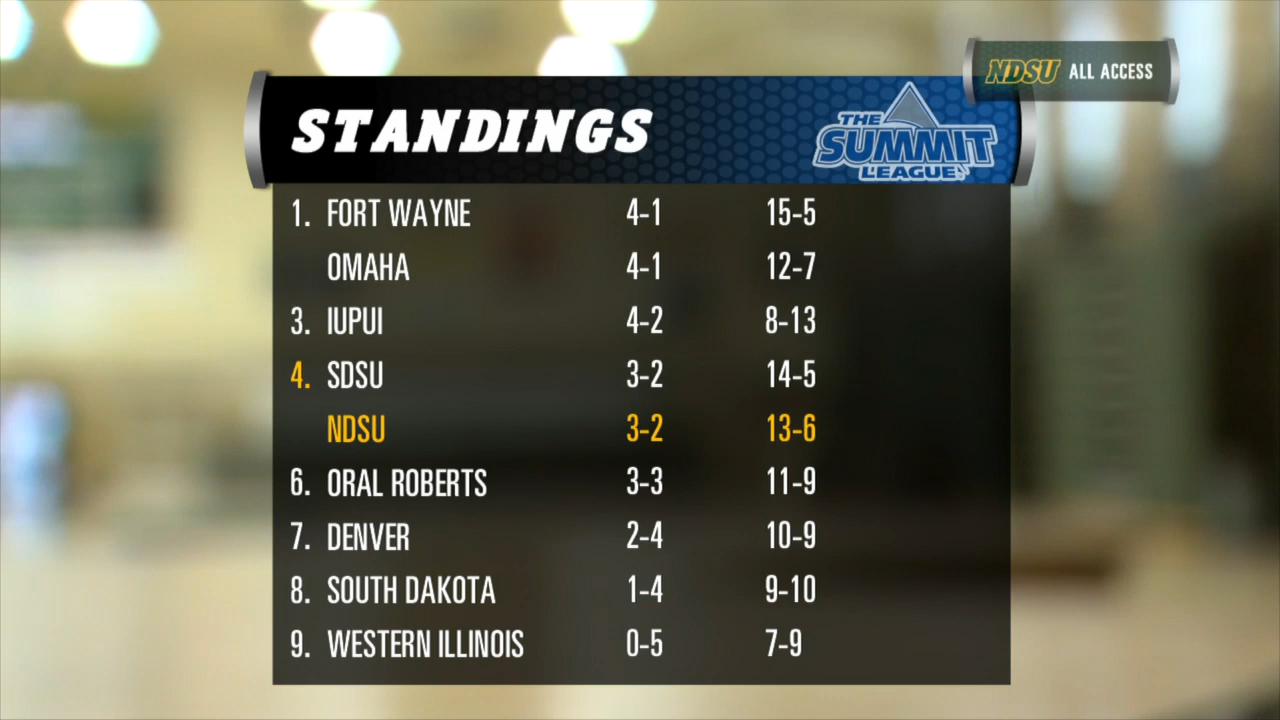 NDSU ALL ACCESS
STANDINGS
THE
SUMMIT
LEAGUE
1. FORT WAYNE 4-1 15-5
OMAHA 4-1 12-7
3. IUPUI 4-2 8-13
4. SDSU 3-2 14-5
NDSU 3-2 13-6
6. ORAL ROBERTS 3-3 11-9
7. DENVER 2-4 10-9
8. SOUTH DAKOTA 1-4 9-10
9. WESTERN ILLINOIS 0-5 7-9